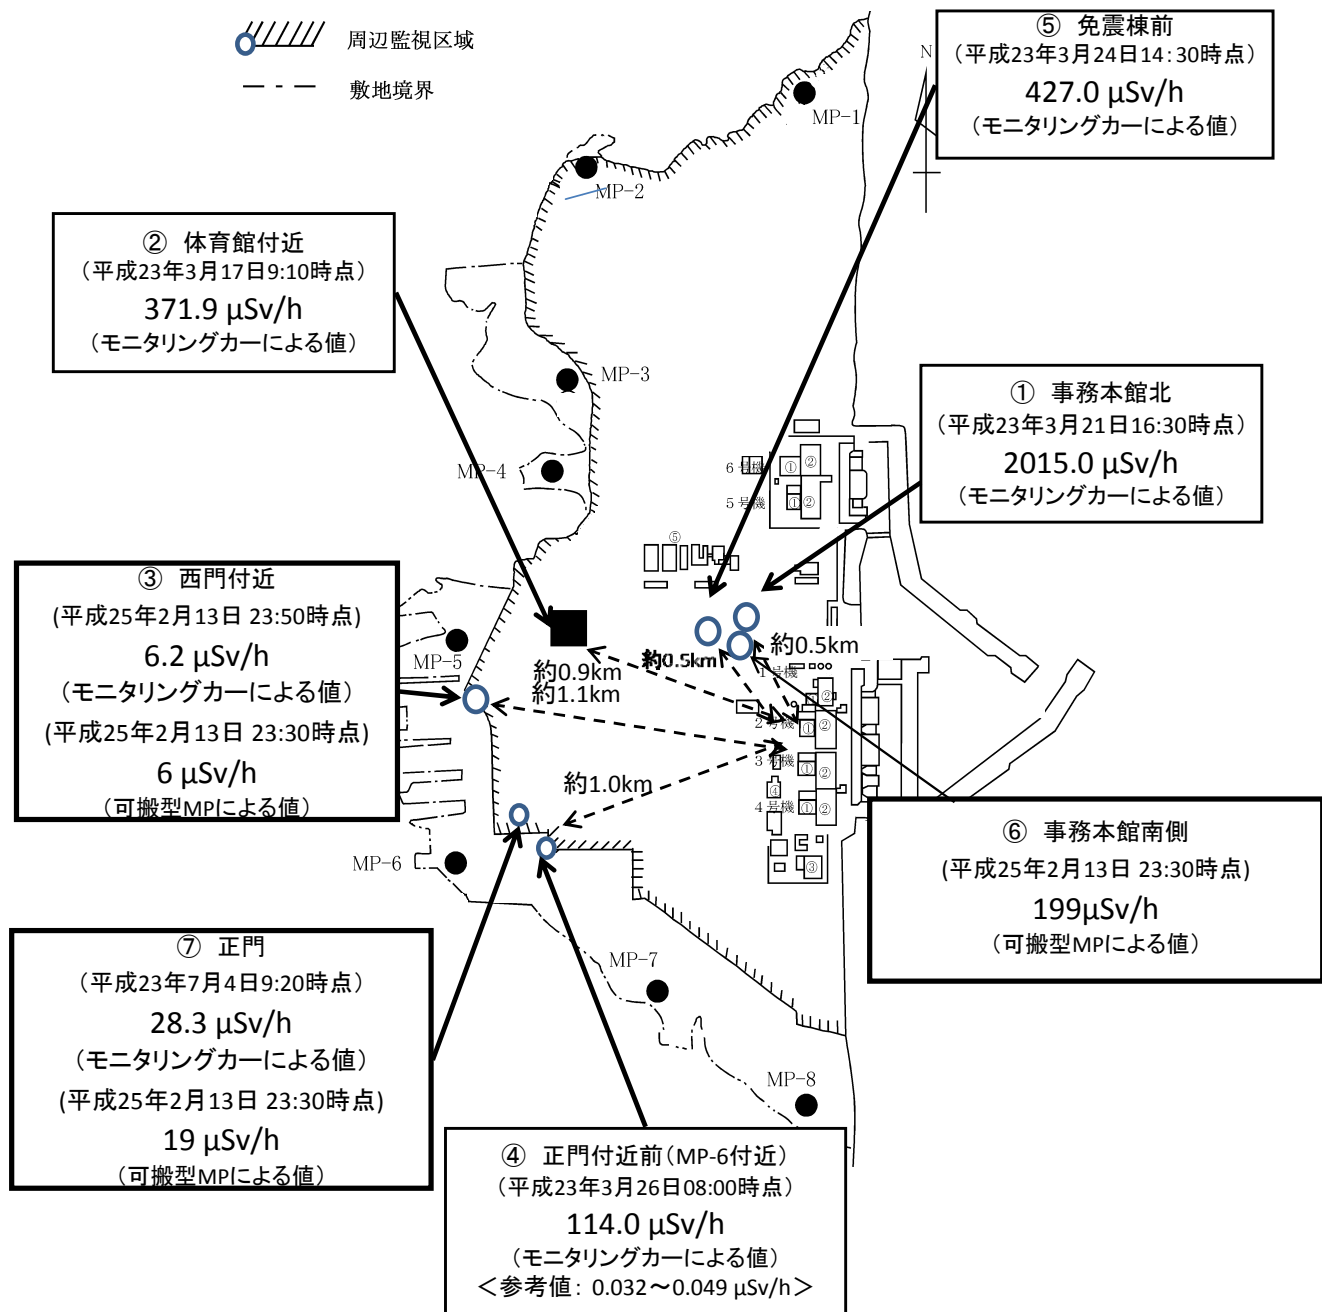 周辺監視区域
敷地境界
⑤ 免震棟前
(平成23年3月24日14:30時点)
427.0 μSv/h
(モニタリングカーによる値)
N
MP-1
MP-2
② 体育館付近
(平成23年3月17日9:10時点)
371.9 μSv/h
(モニタリングカーによる値)
MP-3
① 事務本館北
(平成23年3月21日16:30時点)
2015.0 μSv/h
(モニタリングカーによる値)
MP-4
6号機
① ②
5号機
① ②
⑤
③ 西門付近
(平成25年2月13日 23:50時点)
6.2 μSv/h
(モニタリングカーによる値)
(平成25年2月13日 23:30時点)
6 μSv/h
(可搬型MPによる値)
MP-5
約0.9km
約1.1km
約0.5km
約0.5km
1号機
②
2号機
① ②
3号機
① ②
約1.0km
④
4号機
① ②
③
MP-6
⑥ 事務本館南側
(平成25年2月13日 23:30時点)
199μSv/h
(可搬型MPによる値)
⑦ 正門
(平成23年7月4日9:20時点)
28.3 μSv/h
(モニタリングカーによる値)
(平成25年2月13日 23:30時点)
19 μSv/h
(可搬型MPによる値)
MP-7
MP-8
④ 正門付近前(MP-6付近)
(平成23年3月26日08:00時点)
114.0 μSv/h
(モニタリングカーによる値)
<参考値: 0.032～0.049 μSv/h>